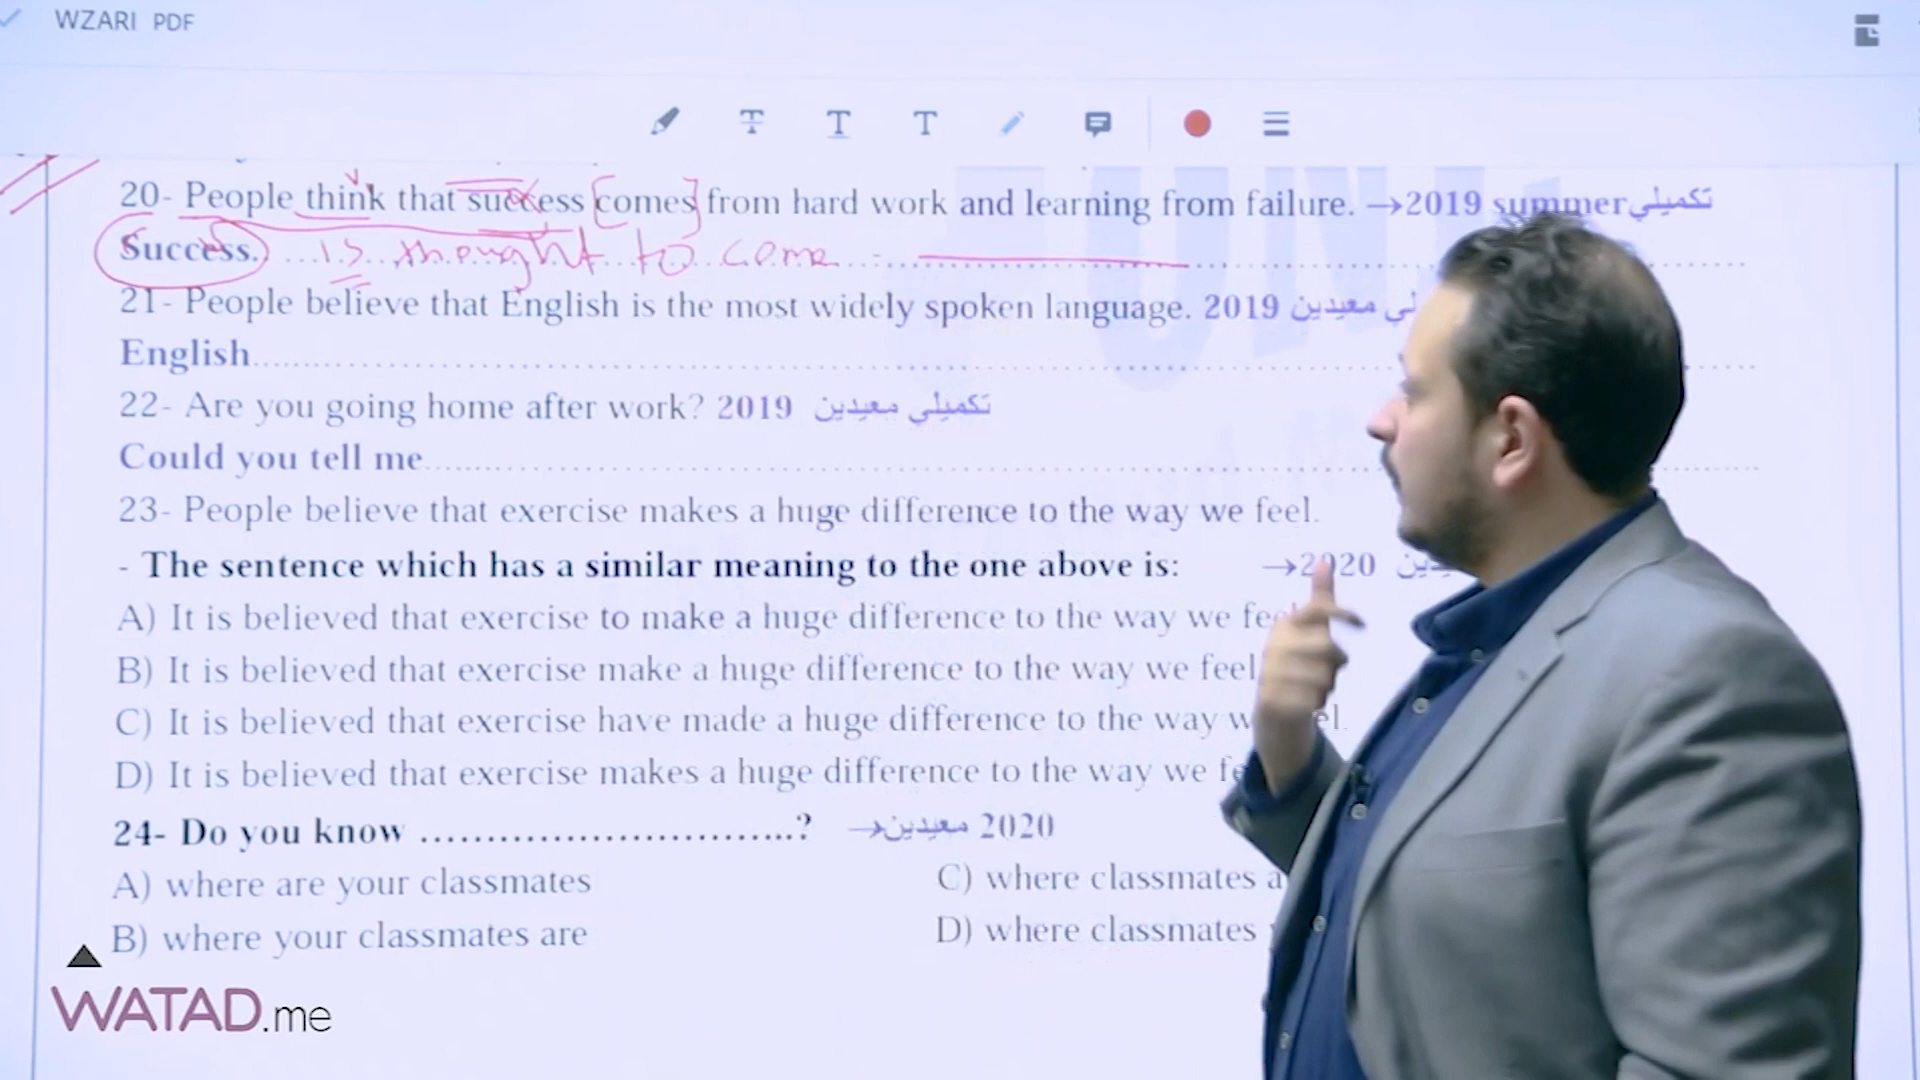 WZARI PDF
20- People think that success comes from hard work and learning from failure. →2019 summer تكميلي
Success. is thought to come
21- People believe that English is the most widely spoken language. 2019 معيدين
English
22- Are you going home after work? 2019 تكميلي معيدين
Could you tell me
23- People believe that exercise makes a huge difference to the way we feel.
- The sentence which has a similar meaning to the one above is: →2020
A) It is believed that exercise to make a huge difference to the way we
B) It is believed that exercise make a huge difference to the way we feel
C) It is believed that exercise have made a huge difference to the way
D) It is believed that exercise makes a huge difference to the way we
24- Do you know ..............................? → معيدين 2020
A) where are your classmates
C) where classmates
B) where your classmates are
D) where classmates
WATAD.me